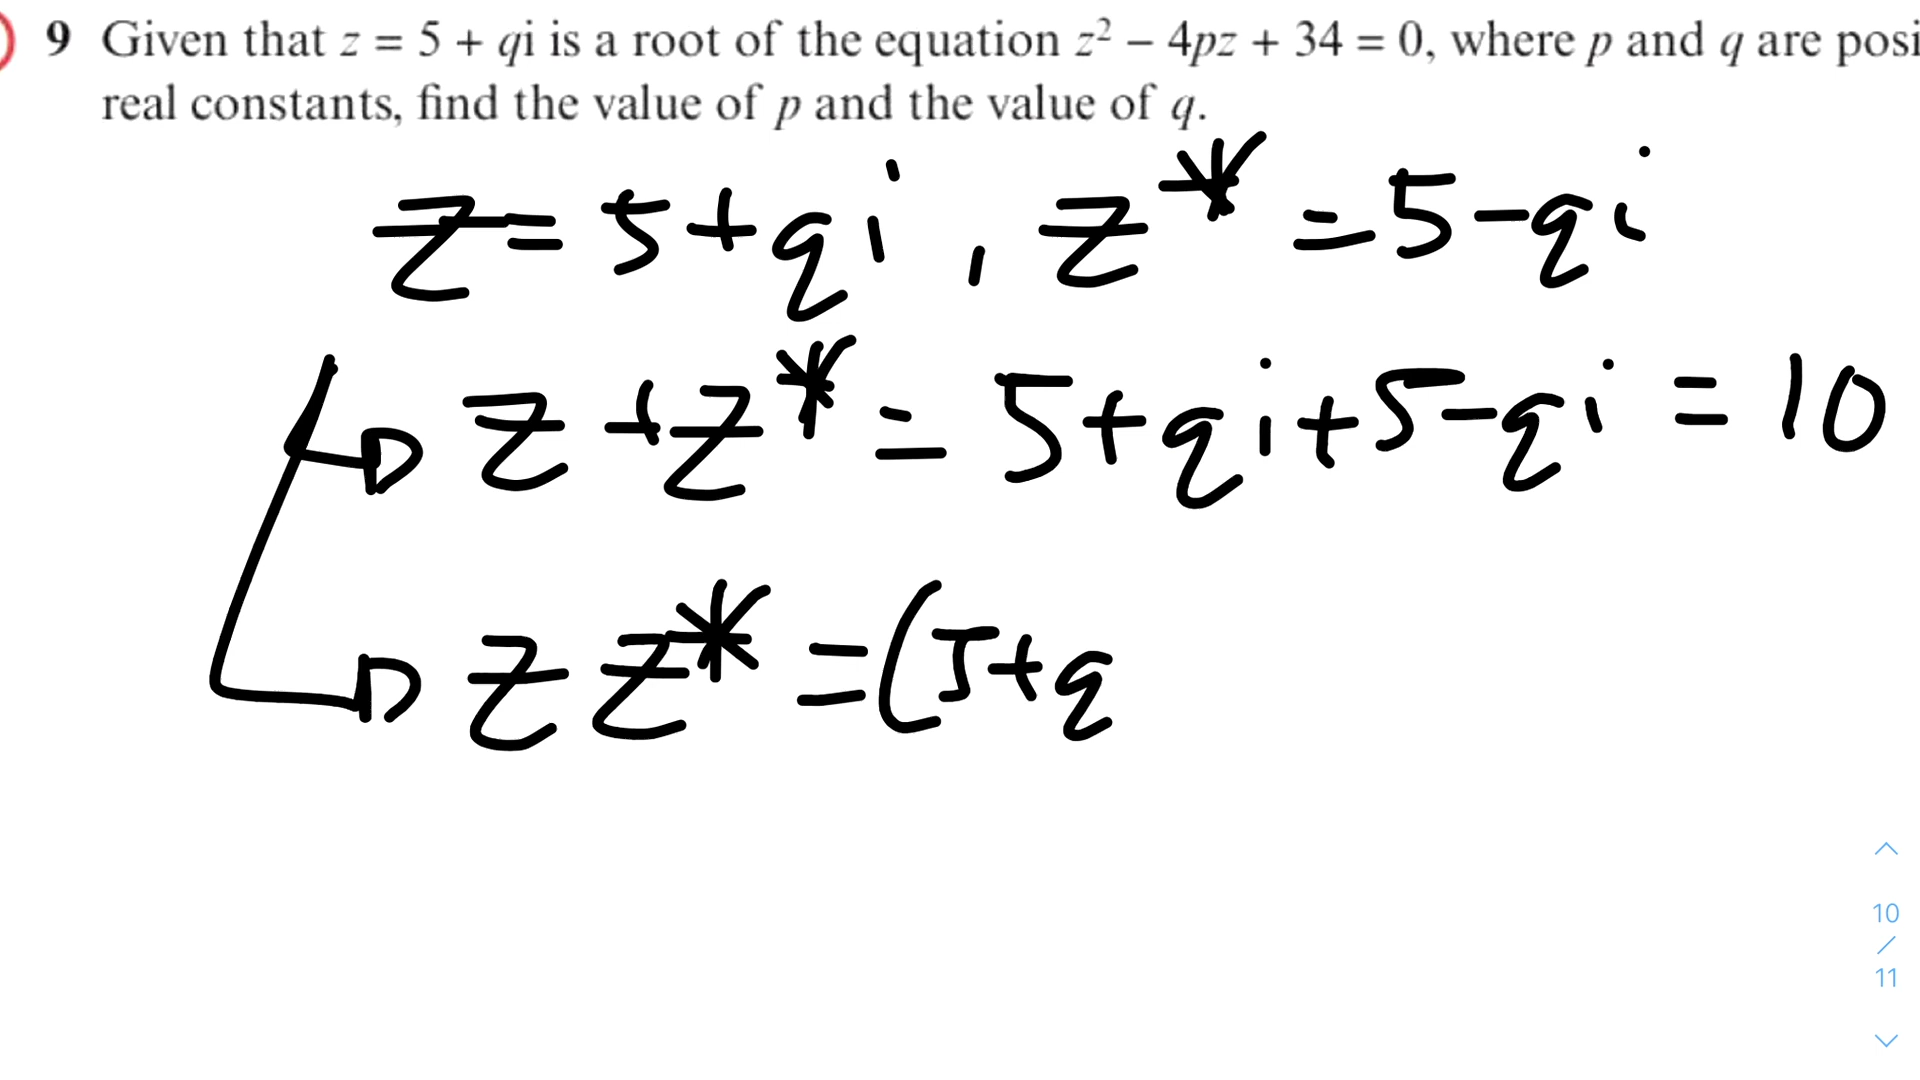 9 Given that z = 5 + qi is a root of the equation z² – 4pz + 34 = 0, where p and q are posi
real constants, find the value of p and the value of q.
z = 5 + qi , z* = 5 - qi
z + z* = 5 + qi + 5 - qi = 10
z z* = (5 + q
10
/
11